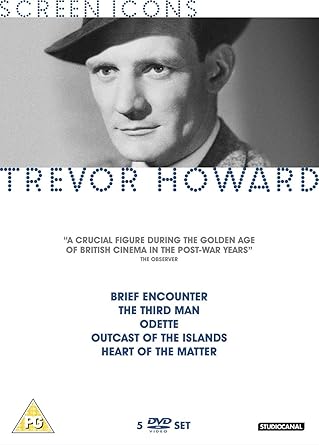 SCREEN ICONS
TREVOR HOWARD
"A CRUCIAL FIGURE DURING THE GOLDEN AGE
OF BRITISH CINEMA IN THE POST-WAR YEARS"
THE OBSERVER
BRIEF ENCOUNTER
THE THIRD MAN
ODETTE
OUTCAST OF THE ISLANDS
HEART OF THE MATTER
PG
5 DVD VIDEO SET
STUDIOCANAL